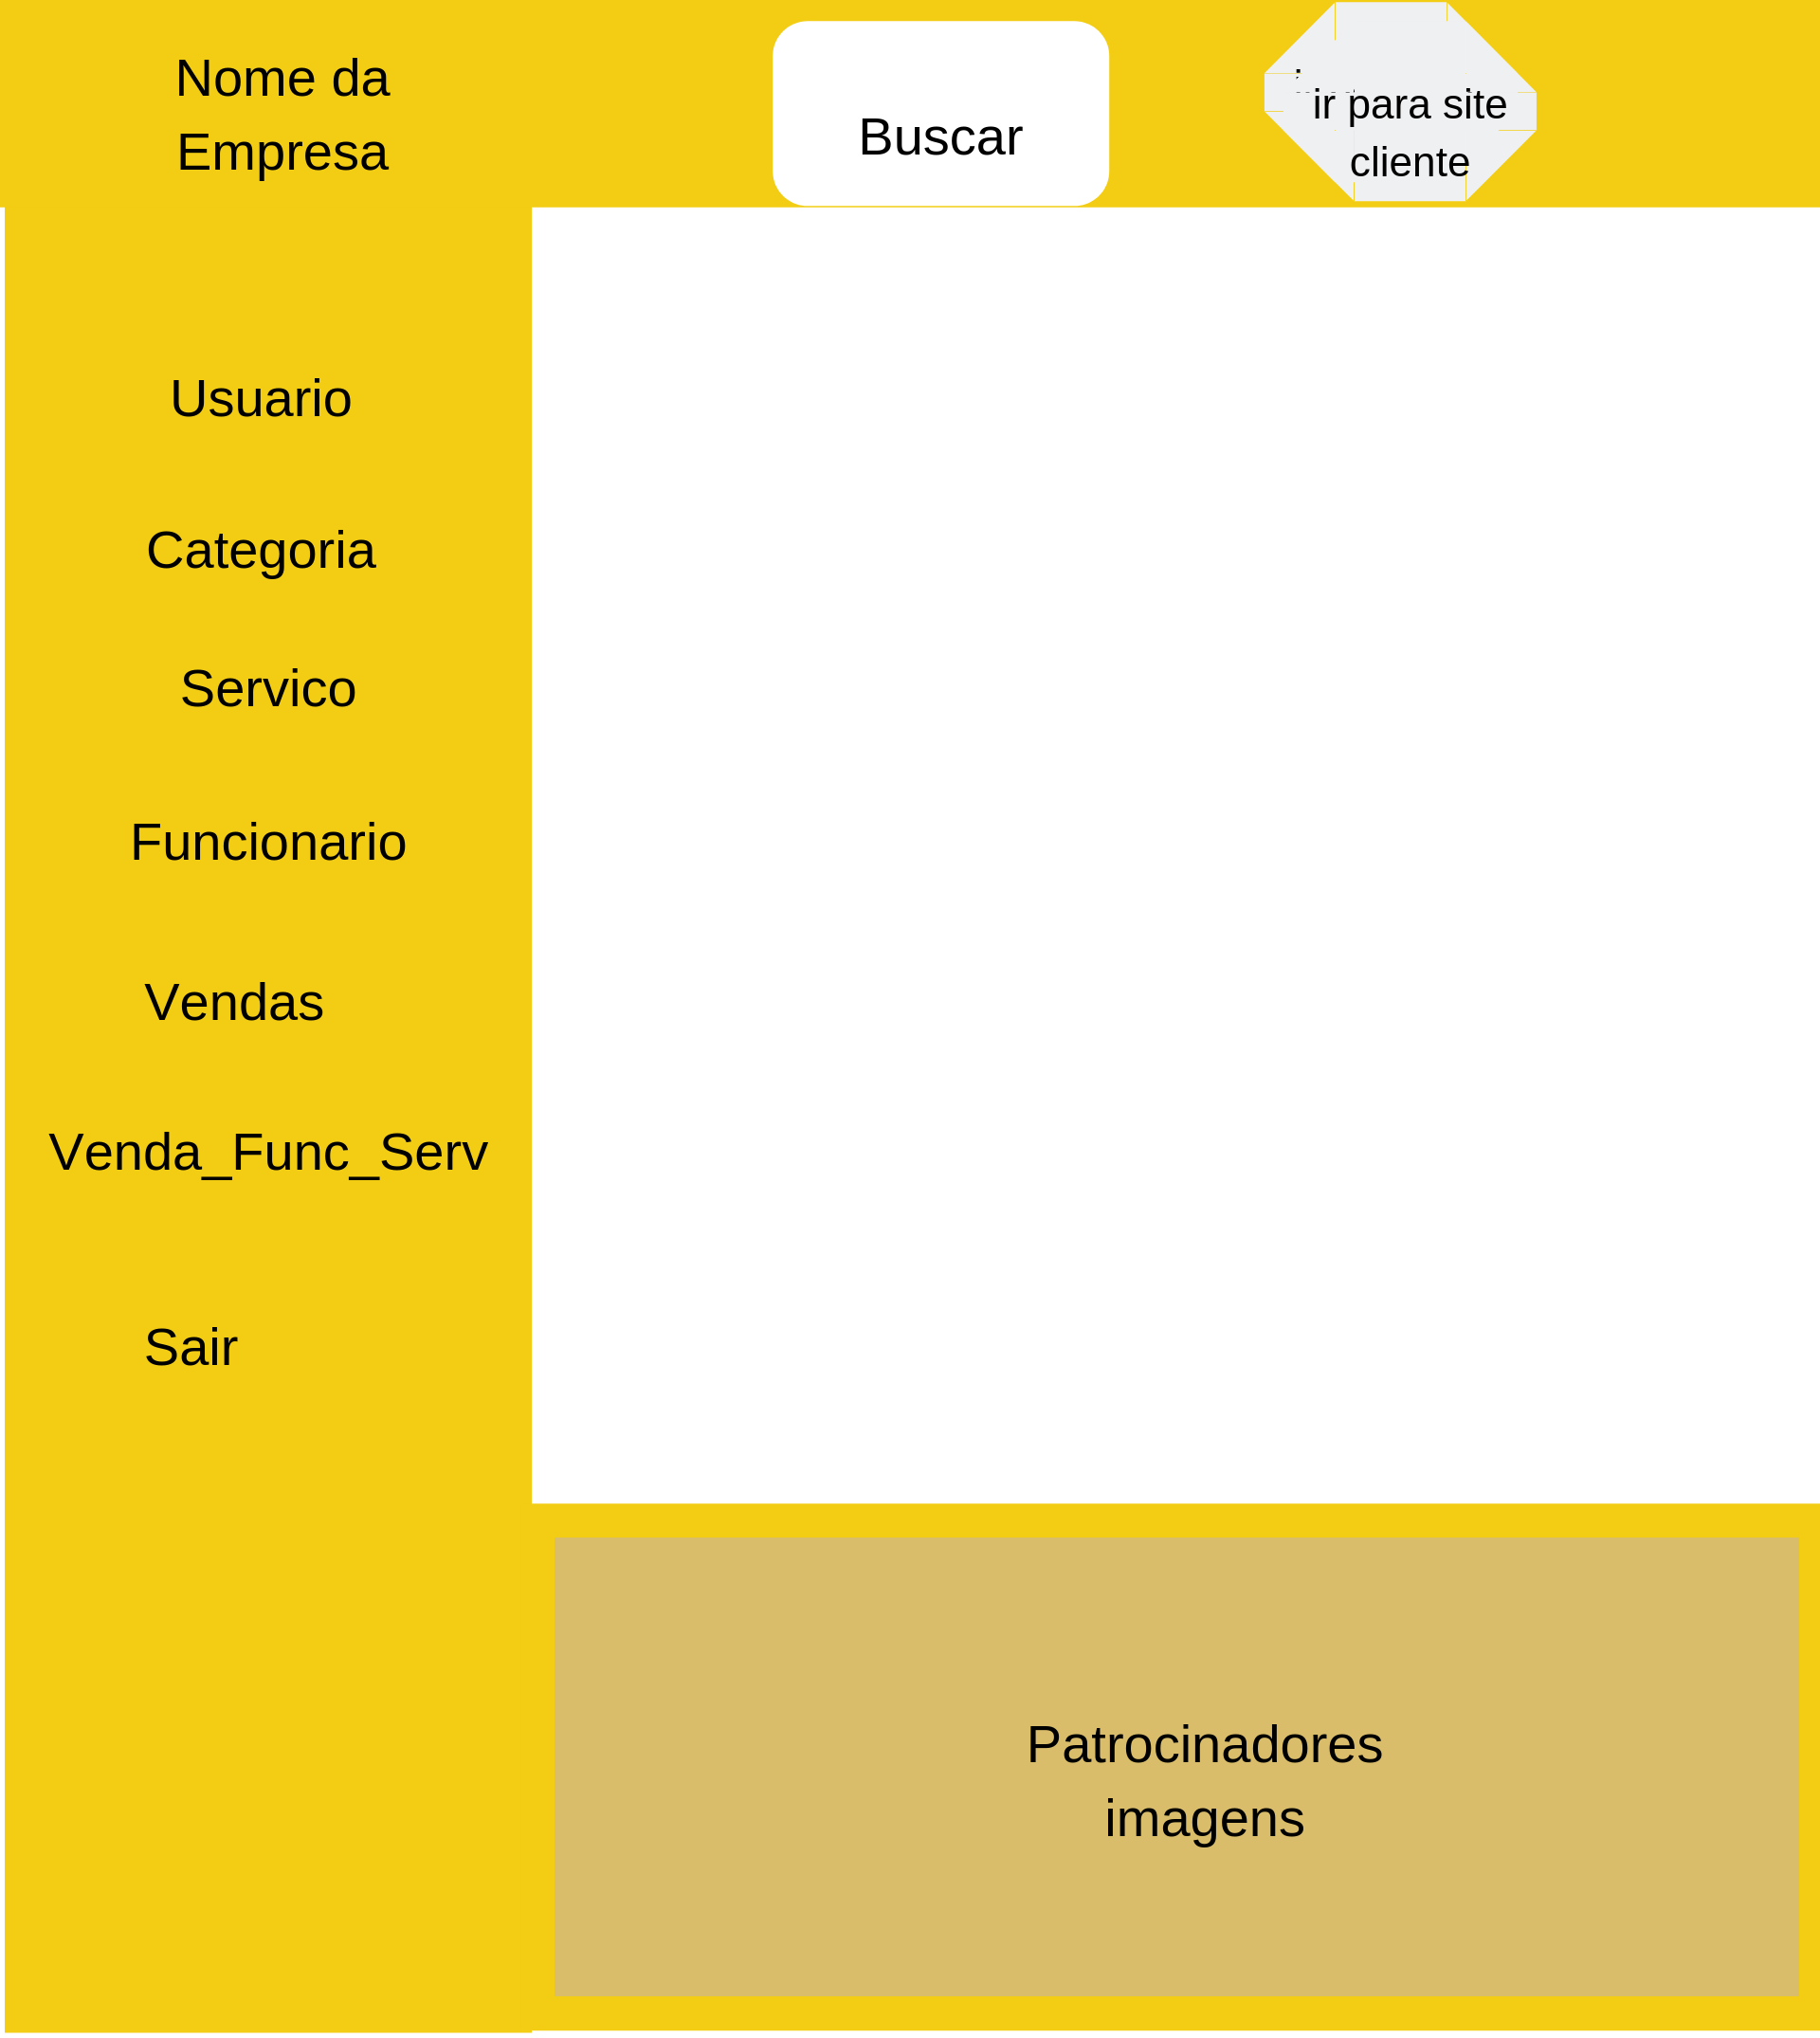 Nome da
Empresa
Buscar
ir para site
cliente
Usuario
Categoria
Servico
Funcionario
Vendas
Venda_Func_Serv
Sair
Patrocinadores
imagens